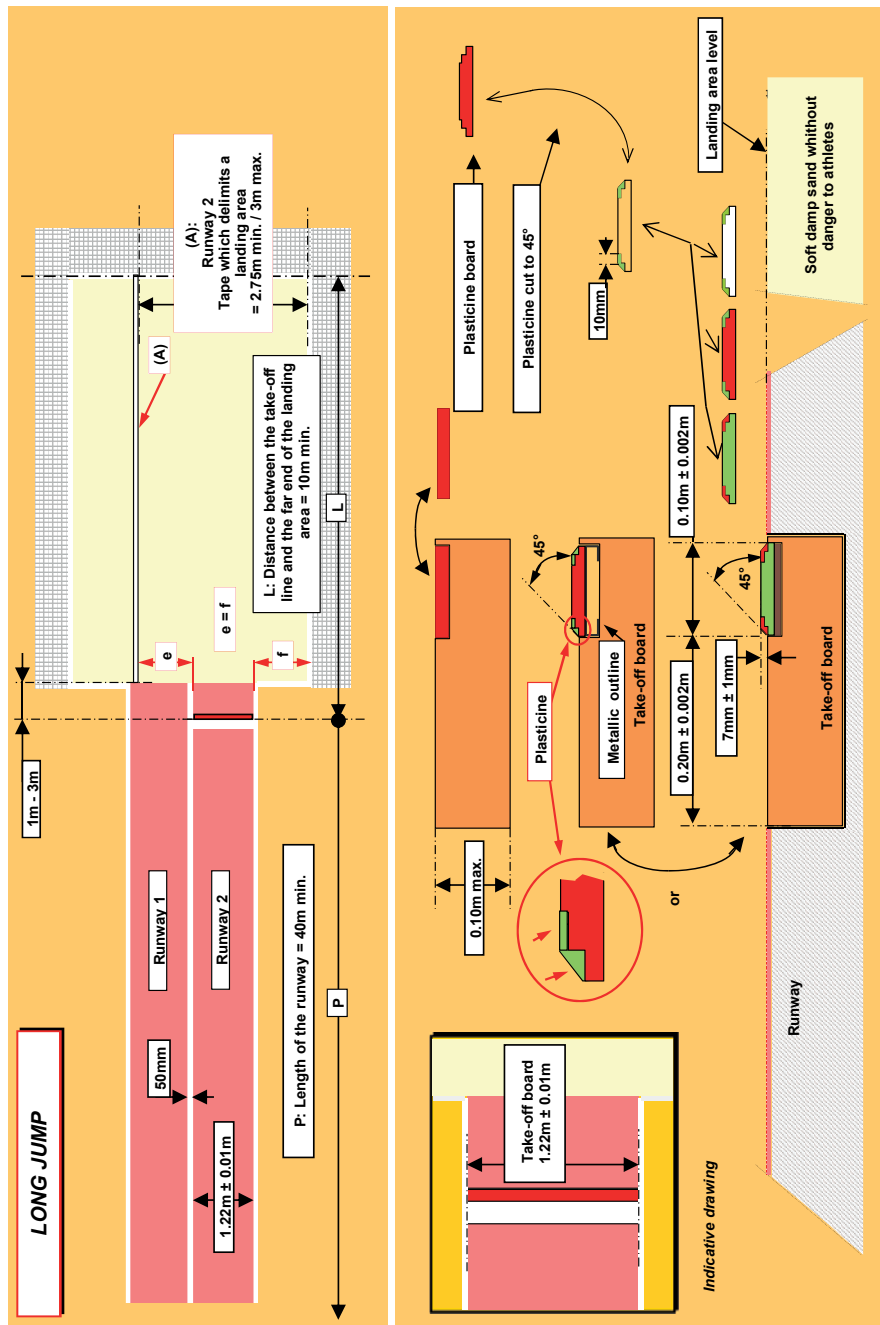 LONG JUMP
1m - 3m
Runway 1
Runway 2
50mm
1.22m ± 0.01m
P: Length of the runway = 40m min.
P
e
e = f
f
L: Distance between the take-off
line and the far end of the landing
area = 10m min.
L
(A)
(A):
Runway 2
Tape which delimits a
landing area
= 2.75m min. / 3m max.
Take-off board
1.22m ± 0.01m
Indicative drawing
0.10m max.
Plasticine
45°
Metallic outline
Take-off board
or
0.20m ± 0.002m
0.10m ± 0.002m
7mm ± 1mm
45°
Take-off board
Runway
Plasticine board
Plasticine cut to 45°
10mm
Landing area level
Soft damp sand whithout
danger to athletes